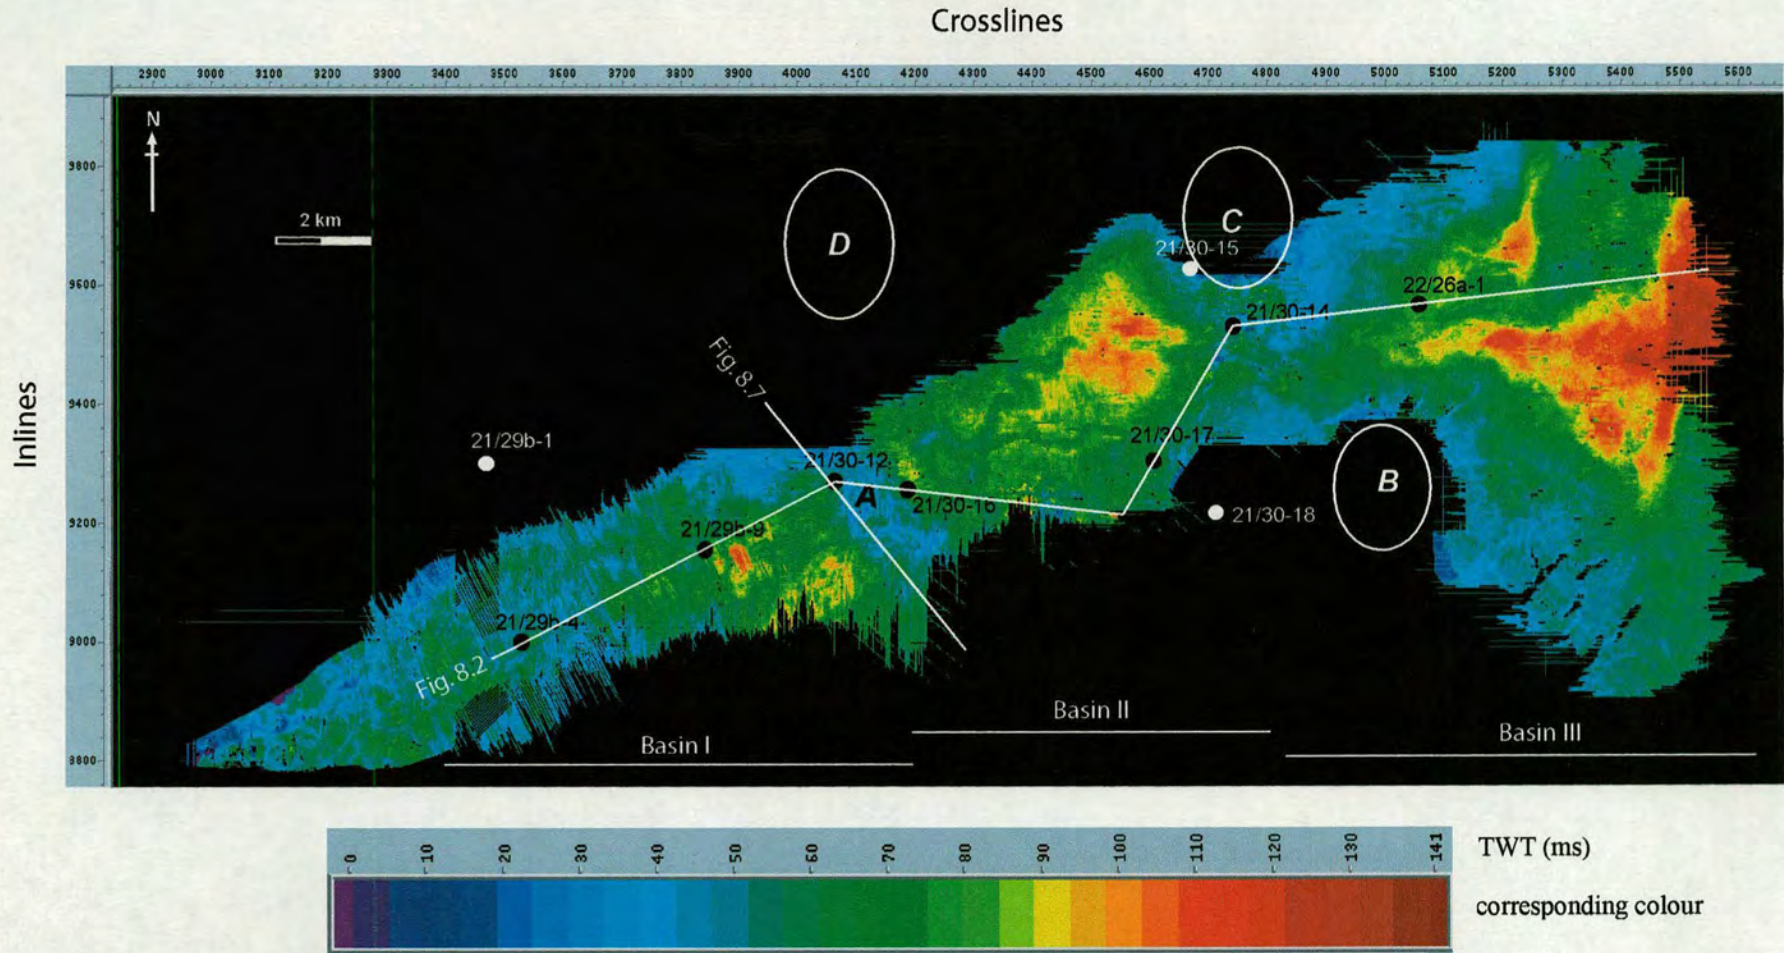 Crosslines
2900 3000 3100 3200 3300 3400 3500 3600 3700 3800 3900 4000 4100 4200 4300 4400 4500 4600 4700 4800 4900 5000 5100 5200 5300 5400 5500 5600
N
9800
C
2 km
D
21/30-15
9600
22/26a-1
21/30-14
Fig. 8.7
Inlines
9400
21/29b-1
21/30-17
21/30-12
B
A
21/30-16
9200
21/30-18
21/29b-9
9000
21/29b-4
Fig. 8.2
Basin II
Basin III
Basin I
8800
-0 -10 -20 -30 -40 -50 -60 -70 -80 -90 -100 -110 -120 -130 -141
TWT (ms)
corresponding colour